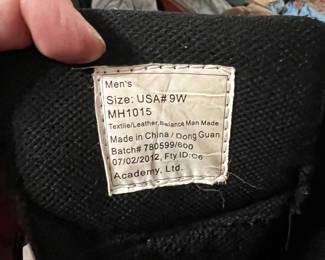 Men's
Size: USA# 9W
MH1015
Textile/Leather,Balance Man Made
Made in China / Dong Guan
Batch# 780599/600
07/02/2012, Fty ID:C6
Academy, Ltd.